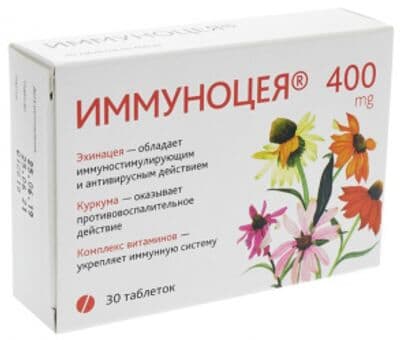 ИММУНОЦЕЯ® 400
mg
Эхинацея — обладает
иммуностимулирующим
и антивирусным действием
Куркума — оказывает
противовоспалительное
действие
Комплекс витаминов —
укрепляет иммунную систему
30 таблеток